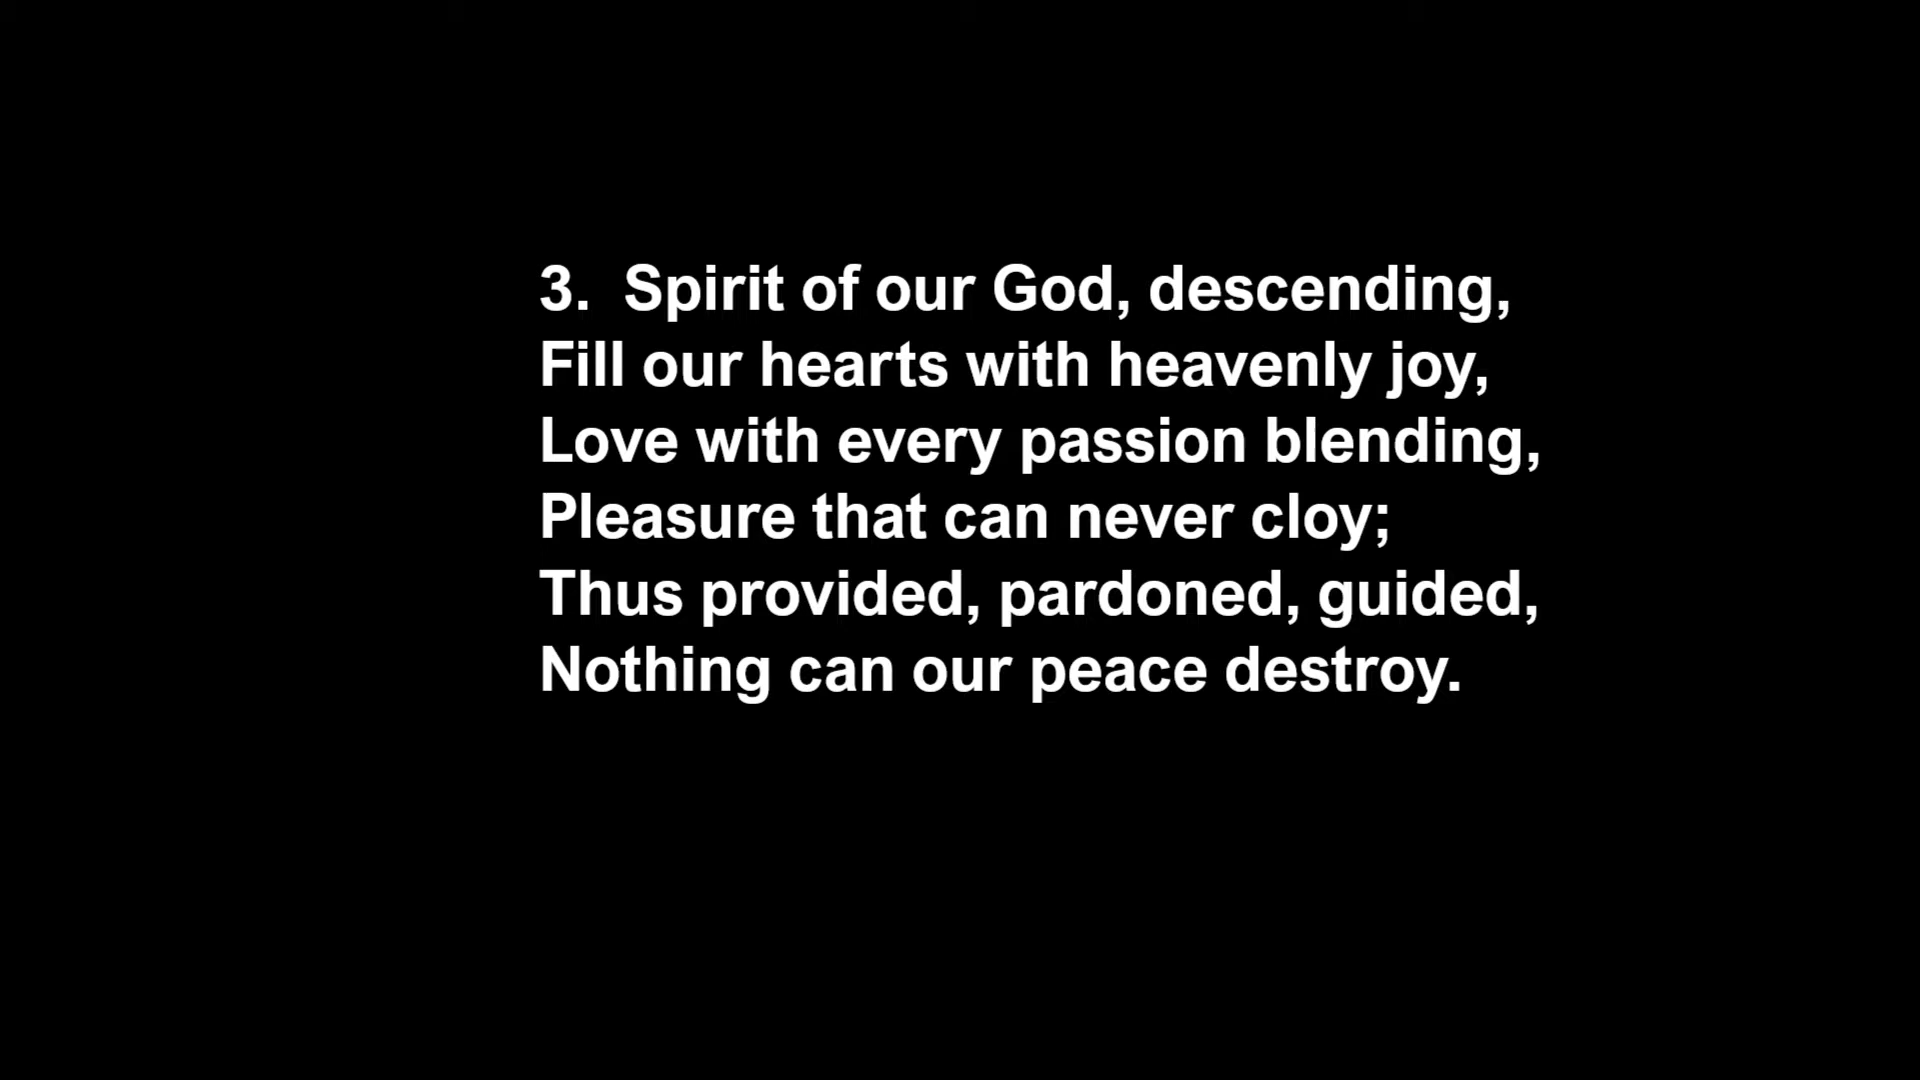 3.  Spirit of our God, descending,
Fill our hearts with heavenly joy,
Love with every passion blending,
Pleasure that can never cloy;
Thus provided, pardoned, guided,
Nothing can our peace destroy.